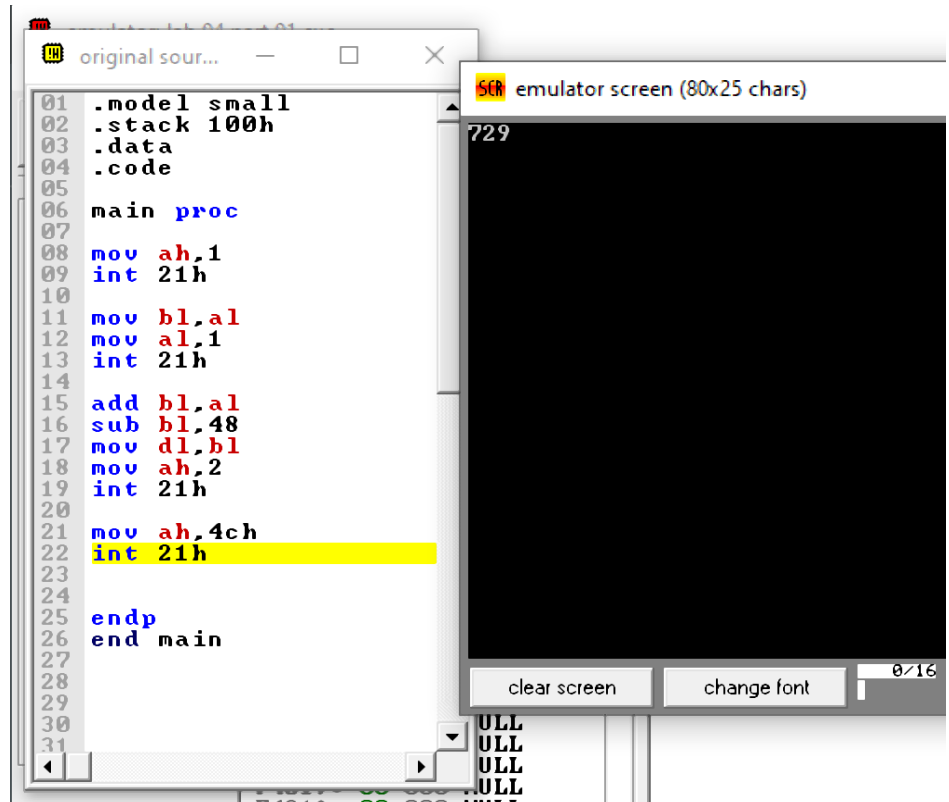 original sour...
01 .model small
02 .stack 100h
03 .data
04 .code
05
06 main proc
07
08 mov ah,1
09 int 21h
10
11 mov bl,al
12 mov al,1
13 int 21h
14
15 add bl,al
16 sub bl,48
17 mov dl,bl
18 mov ah,2
19 int 21h
20
21 mov ah,4ch
22 int 21h
23
24
25 endp
26 end main
27
28
29
30
31
SCR emulator screen (80x25 chars)
729
clear screen change font 0/16
ULL
ULL
ULL